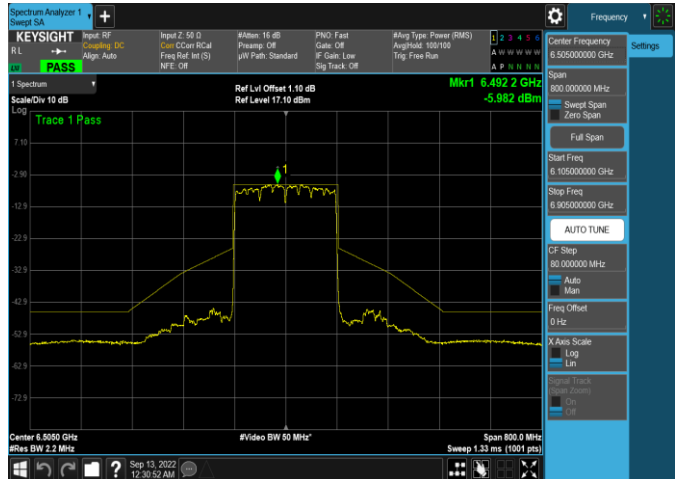 Spectrum Analyzer 1
Swept SA
Frequency
KEYSIGHT
RL
PASS
Input: RF
Coupling: DC
Align: Auto
Input Z: 50 Ω
Corr CCorr RCal
Freq Ref: Int (S)
NFE: Off
#Atten: 16 dB
Preamp: Off
µW Path: Standard
PNO: Fast
Gate: Off
IF Gain: Low
Sig Track: Off
#Avg Type: Power (RMS)
Avg|Hold: 100/100
Trig: Free Run
1 2 3 4 5 6
A W W W W W
A P N N N N
1 Spectrum
Scale/Div 10 dB
Log
Ref Lvl Offset 1.10 dB
Ref Level 17.10 dBm
Mkr1 6.492 2 GHz
-5.982 dBm
Trace 1 Pass
1
7.10
-2.90
-12.9
-22.9
-32.9
-42.9
-52.9
-62.9
-72.9
Center 6.5050 GHz
#Res BW 2.2 MHz
#Video BW 50 MHz*
Span 800.0 MHz
Sweep 1.33 ms (1001 pts)
Sep 13, 2022
12:30:52 AM
Center Frequency
6.505000000 GHz
Settings
Span
800.000000 MHz
Swept Span
Zero Span
Full Span
Start Freq
6.105000000 GHz
Stop Freq
6.905000000 GHz
AUTO TUNE
CF Step
80.000000 MHz
Auto
Man
Freq Offset
0 Hz
X Axis Scale
Log
Lin
Signal Track
(Span Zoom)
On
Off